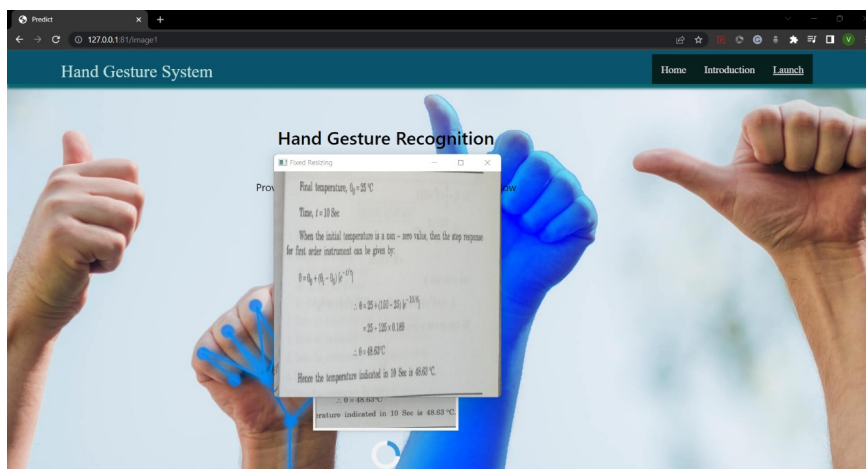 Predict
127.0.0.1:81/image1
Hand Gesture System
Home Introduction Launch
Hand Gesture Recognition
Prov
ow
Fixed Resizing
Final temperature, θ₀ = 25 °C
Time, t = 10 Sec
When the initial temperature is a non – zero value, then the step response
for first order instrument can be given by:
θ = θ₀ + (θᵢ – θ₀) [e
∴ θ = 25 + (150 – 25) [e
= 25 + 125 × 0.189
∴ θ = 48.63°C
Hence the temperature indicated in 10 Sec is 48.63 °C.
∴ θ = 48.63°C
erature indicated in 10 Sec is 48.63 °C.
V